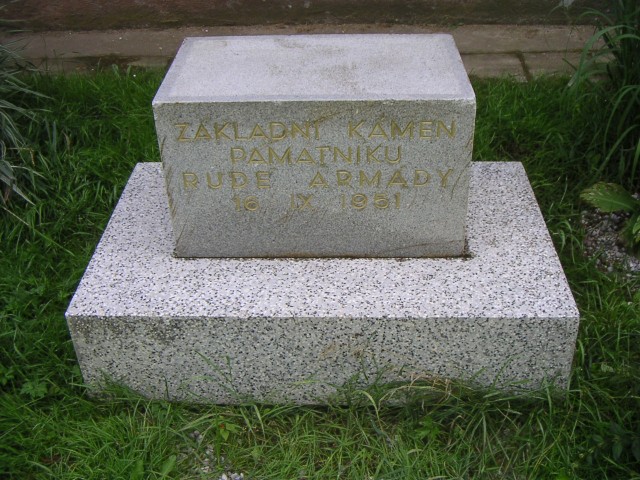 ZÁKLADNÍ KÁMEN
PAMÁTNÍKU
RUDÉ ARMÁDY
16 IX 1951